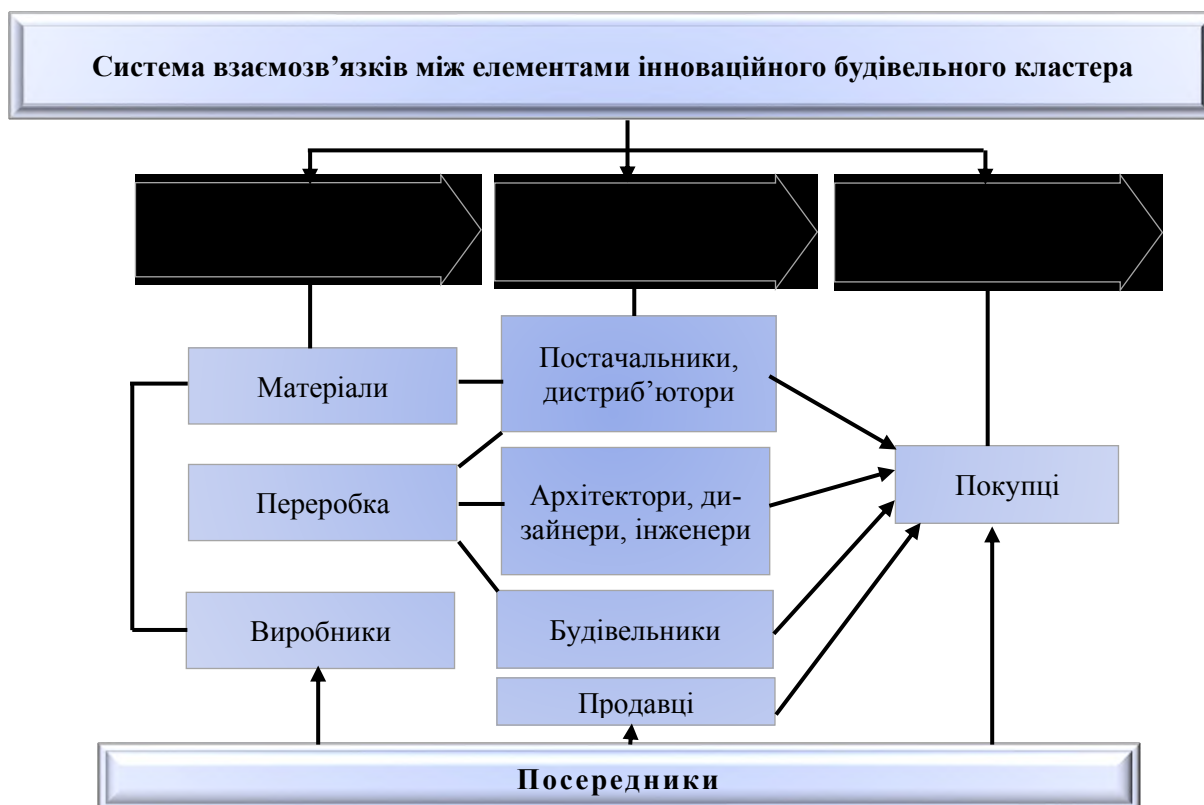 Система взаємозв’язків між елементами інноваційного будівельного кластера
Матеріали
Постачальники,
дистриб’ютори
Переробка
Архітектори, ди-
зайнери, інженери
Покупці
Виробники
Будівельники
Продавці
Посередники